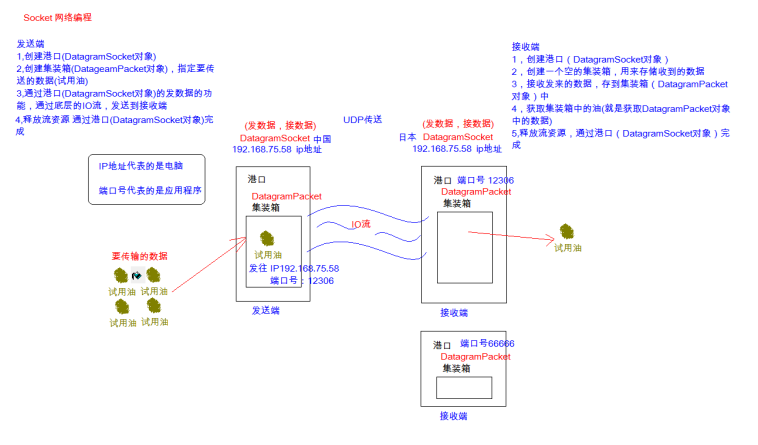 Socket 网络编程
发送端
1,创建港口(DatagramSocket对象)
2,创建集装箱(DatageamPacket对象)，指定要传
送的数据(试用油)
3,通过港口(DatagramSocket对象)的发数据的功
能，通过底层的IO流，发送到接收端
4,释放流资源 通过港口(DatagramSocket对象)完
成
接收端
1，创建港口（DatagramSocket对象）
2，创建一个空的集装箱，用来存储收到的数据
3，接收发来的数据，存到集装箱（DatagramPacket
对象）中
4，获取集装箱中的油(就是获取DatagramPacket对象
中的数据)
5,释放流资源，通过港口（DatagramSocket对象）完
成
IP地址代表的是电脑
端口号代表的是应用程序
(发数据，接数据)
DatagramSocket 中国
192.168.75.58 ip地址
UDP传送
(发数据，接数据)
日本 DatagramSocket
192.168.75.58 ip地址
港口
DatagramPacket
集装箱
试用油
发往 IP192.168.75.58
端口号：12306
发送端
IO流
港口 端口号 12306
DatagramPacket
集装箱
接收端
试用油
要传输的数据
试用油 试用油
试用油 试用油
港口 端口号66666
DatagramPacket
集装箱
接收端